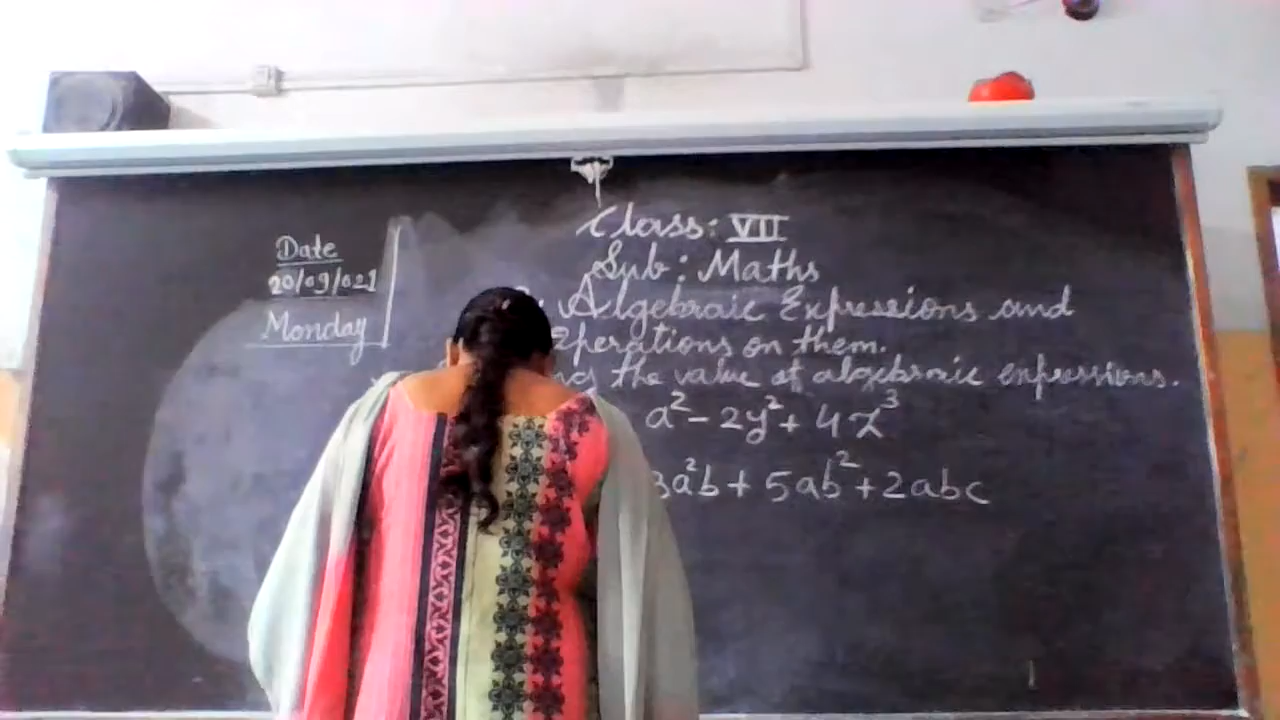 Date
20/09/021
Monday
Class: VII
Sub: Maths
: Algebraic Expressions and
Operations on them.
the value of algebraic expressions.
a² - 2y² + 4z³
3a²b + 5ab² + 2abc